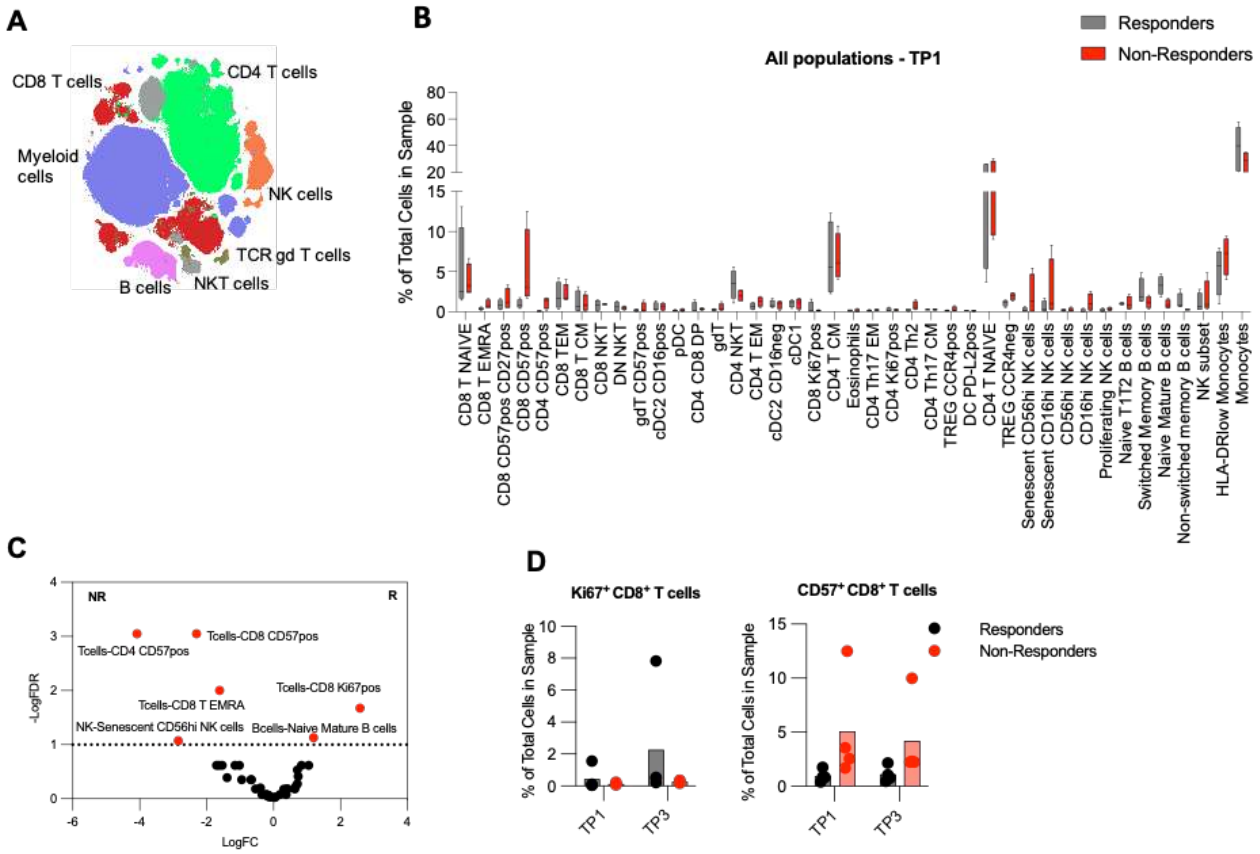 A
CD8 T cells
CD4 T cells
Myeloid
cells
NK cells
TCR gd T cells
NKT cells
B cells
B
Responders
Non-Responders
All populations - TP1
% of Total Cells in Sample
80
60
40
20
15
10
5
0
CD8 T NAIVE
CD8 T EMRA
CD8 CD57pos CD27pos
CD8 CD57pos
CD4 CD57pos
CD8 TEM
CD8 T CM
CD8 NKT
DN NKT
gdT CD57pos
cDC2 CD16pos
pDC
CD4 CD8 DP
gdT
CD4 NKT
CD4 T EM
cDC2 CD16neg
cDC1
CD8 Ki67pos
Eosinophils
CD4 Th17 EM
CD4 Ki67pos
CD4 Th2
CD4 Th17 CM
CD4 T CM
TREG CCR4pos
DC PD-L2pos
CD4 T NAIVE
TREG CCR4neg
Senescent CD56hi NK cells
Senescent CD16hi NK cells
CD56hi NK cells
CD16hi NK cells
Proliferating NK cells
Naive T1T2 B cells
Switched Memory B cells
Naive Mature B cells
Non-switched memory B cells
NK subset
HLA-DRlow Monocytes
Monocytes
C
NR
R
-LogFDR
4
3
2
1
0
Tcells-CD8 CD57pos
Tcells-CD4 CD57pos
Tcells-CD8 T EMRA
Tcells-CD8 Ki67pos
NK-Senescent CD56hi NK cells
Bcells-Naive Mature B cells
-6
-4
-2
0
2
4
LogFC
D
Ki67+ CD8+ T cells
% of Total Cells in Sample
10
8
6
4
2
0
TP1
TP3
CD57+ CD8+ T cells
% of Total Cells in Sample
15
10
5
0
TP1
TP3
Responders
Non-Responders